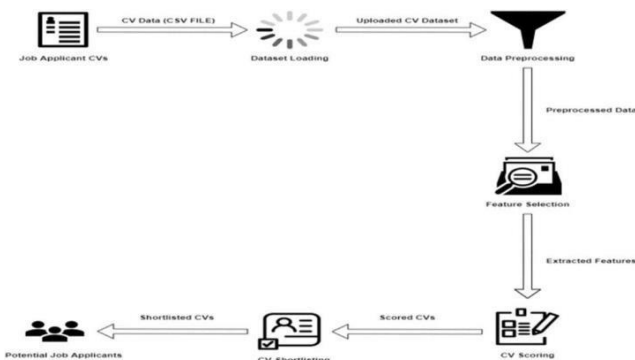 CV Data (CSV FILE)
Uploaded CV Dataset
Job Applicant CVs
Dataset Loading
Data Preprocessing
Preprocessed Data
Feature Selection
Extracted Features
Shortlisted CVs
Scored CVs
Potential Job Applicants
CV Shortlisting
CV Scoring